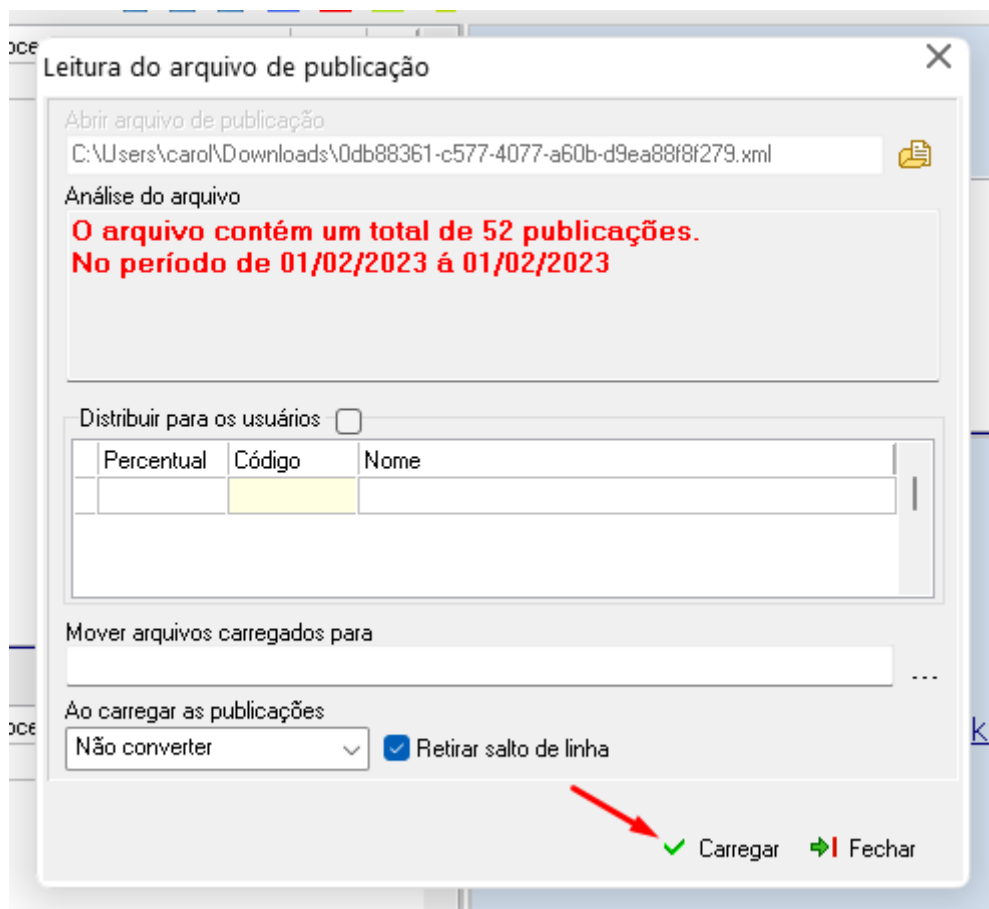 oce
Leitura do arquivo de publicação
Abrir arquivo de publicação
C:\Users\carol\Downloads\0db88361-c577-4077-a60b-d9ea88f8f279.xml
Análise do arquivo
O arquivo contém um total de 52 publicações.
No período de 01/02/2023 á 01/02/2023
Distribuir para os usuários
Percentual Código Nome
Mover arquivos carregados para
...
Ao carregar as publicações
oce
Não converter Retirar salto de linha
k
Carregar Fechar